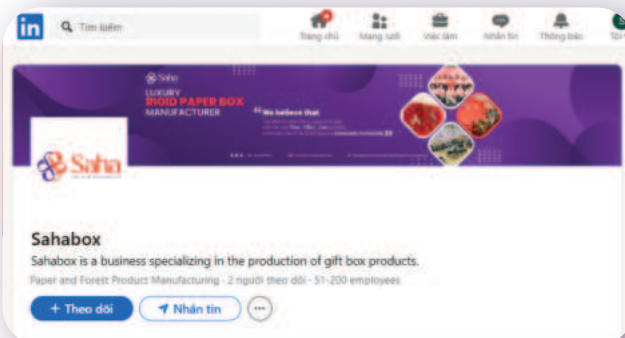 in
Tìm kiếm
Trang chủ
Mạng lưới
Việc làm
Nhắn tin
Thông báo
Tôi
Saha
LUXURY
RIGID PAPER BOX
MANUFACTURER
“ We believe that
Saha
Sahabox
Sahabox is a business specializing in the production of gift box products.
Paper and Forest Product Manufacturing · 2 người theo dõi · 51-200 employees
+ Theo dõi
Nhắn tin